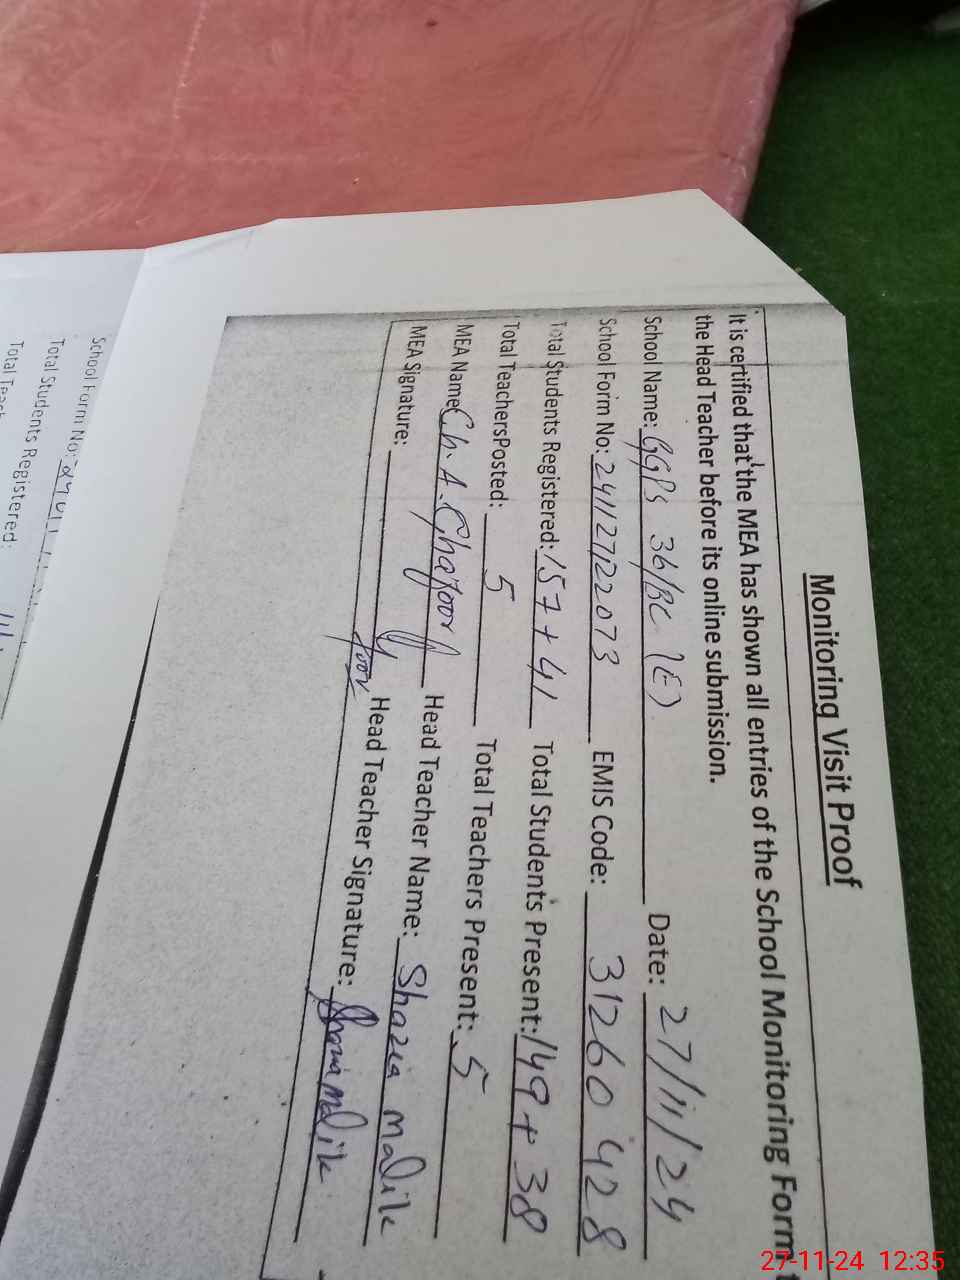 Monitoring Visit Proof
It is certified that the MEA has shown all entries of the School Monitoring Form
the Head Teacher before its online submission.
School Name: GGPS 36/BC (E) Date: 27/11/24
School Form No: 241127122073 EMIS Code: 31260428
Total Students Registered: 157+41 Total Students Present: 149+38
Total TeachersPosted: 5 Total Teachers Present: 5
MEA Name: Ch. A. Ghafoor Head Teacher Name: Shazia malik
MEA Signature: Head Teacher Signature:
School Form No:
Total Students Registered:
Total
27-11-24 12:35